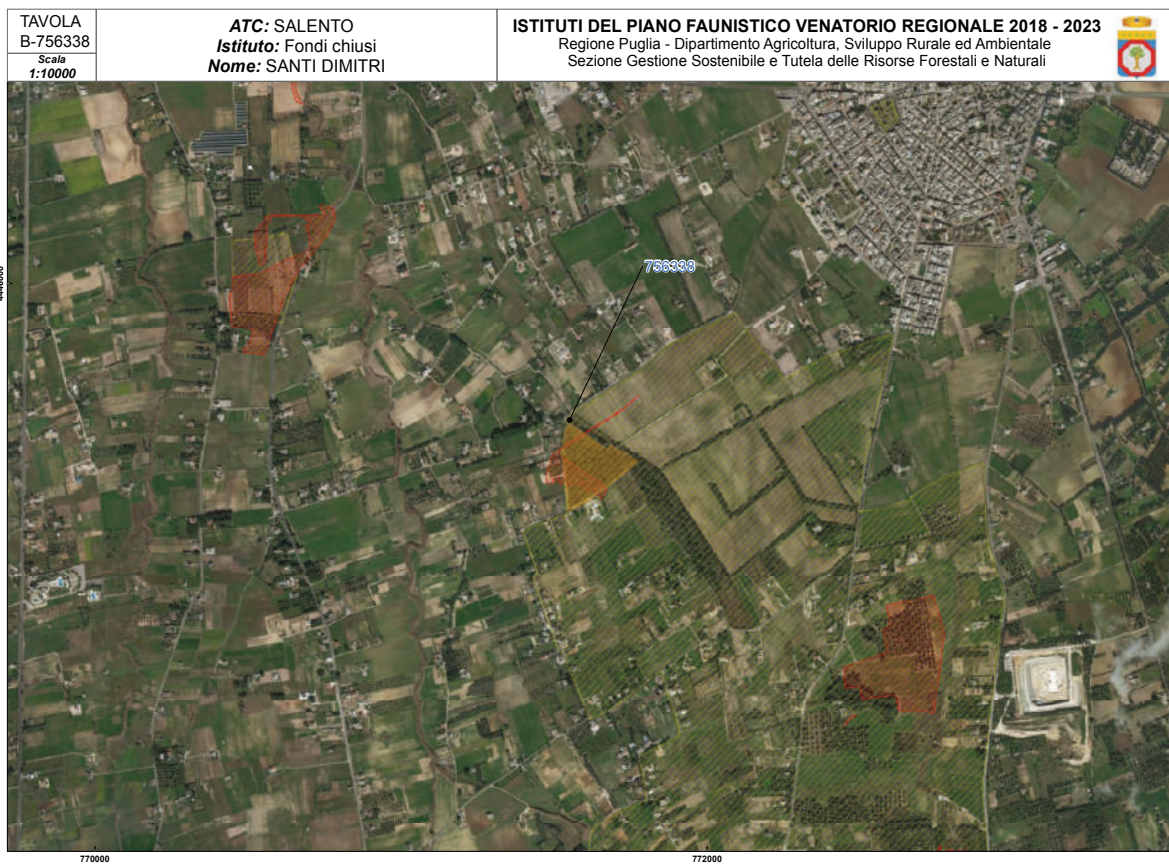 TAVOLA
B-756338
Scala
1:10000
ATC: SALENTO
Istituto: Fondi chiusi
Nome: SANTI DIMITRI
ISTITUTI DEL PIANO FAUNISTICO VENATORIO REGIONALE 2018 - 2023
Regione Puglia - Dipartimento Agricoltura, Sviluppo Rurale ed Ambientale
Sezione Gestione Sostenibile e Tutela delle Risorse Forestali e Naturali
756338
770000
772000